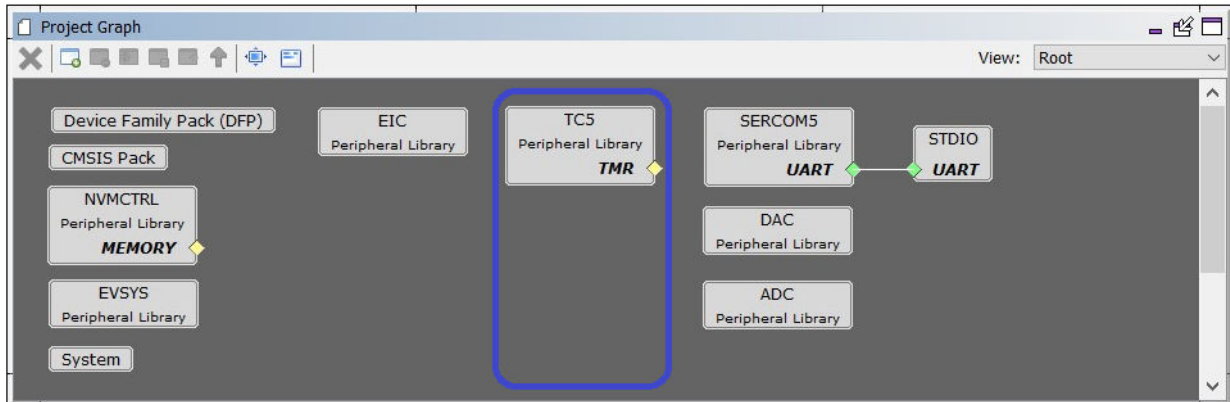 Project Graph
View: Root
Device Family Pack (DFP)
CMSIS Pack
NVMCTRL
Peripheral Library
MEMORY
EVSYS
Peripheral Library
System
EIC
Peripheral Library
TC5
Peripheral Library
TMR
SERCOM5
Peripheral Library
UART
STDIO
UART
DAC
Peripheral Library
ADC
Peripheral Library